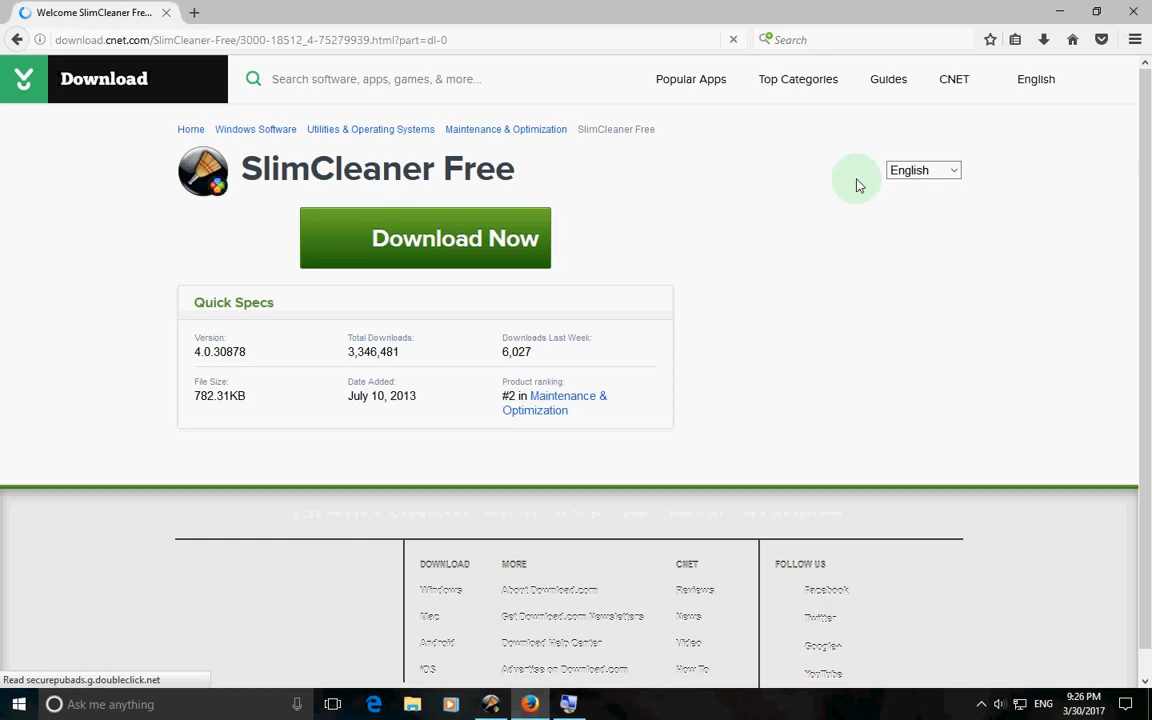 Welcome SlimCleaner Fre...
download.cnet.com/SlimCleaner-Free/3000-18512_4-75279939.html?part=dl-0
Search
Download
Search software, apps, games, & more...
Popular Apps
Top Categories
Guides
CNET
English
Home
Windows Software
Utilities & Operating Systems
Maintenance & Optimization
SlimCleaner Free
SlimCleaner Free
English
Download Now
Quick Specs
Version:
4.0.30878
Total Downloads:
3,346,481
Downloads Last Week:
6,027
File Size:
782.31KB
Date Added:
July 10, 2013
Product ranking:
#2 in Maintenance &
Optimization
DOWNLOAD
Windows
Mac
Android
iOS
MORE
About Download.com
Get Download.com Newsletters
Download Help Center
Advertise on Download.com
CNET
Reviews
News
Video
How To
FOLLOW US
Facebook
Twitter
Google+
YouTube
Read securepubads.g.doubleclick.net
Ask me anything
ENG
9:26 PM
3/30/2017